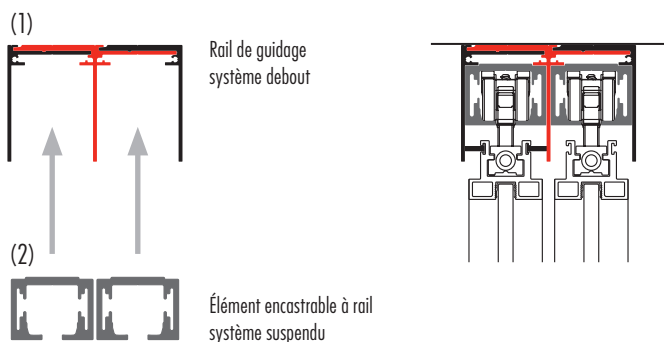 (1)
Rail de guidage
système debout
(2)
Élément encastrable à rail
système suspendu